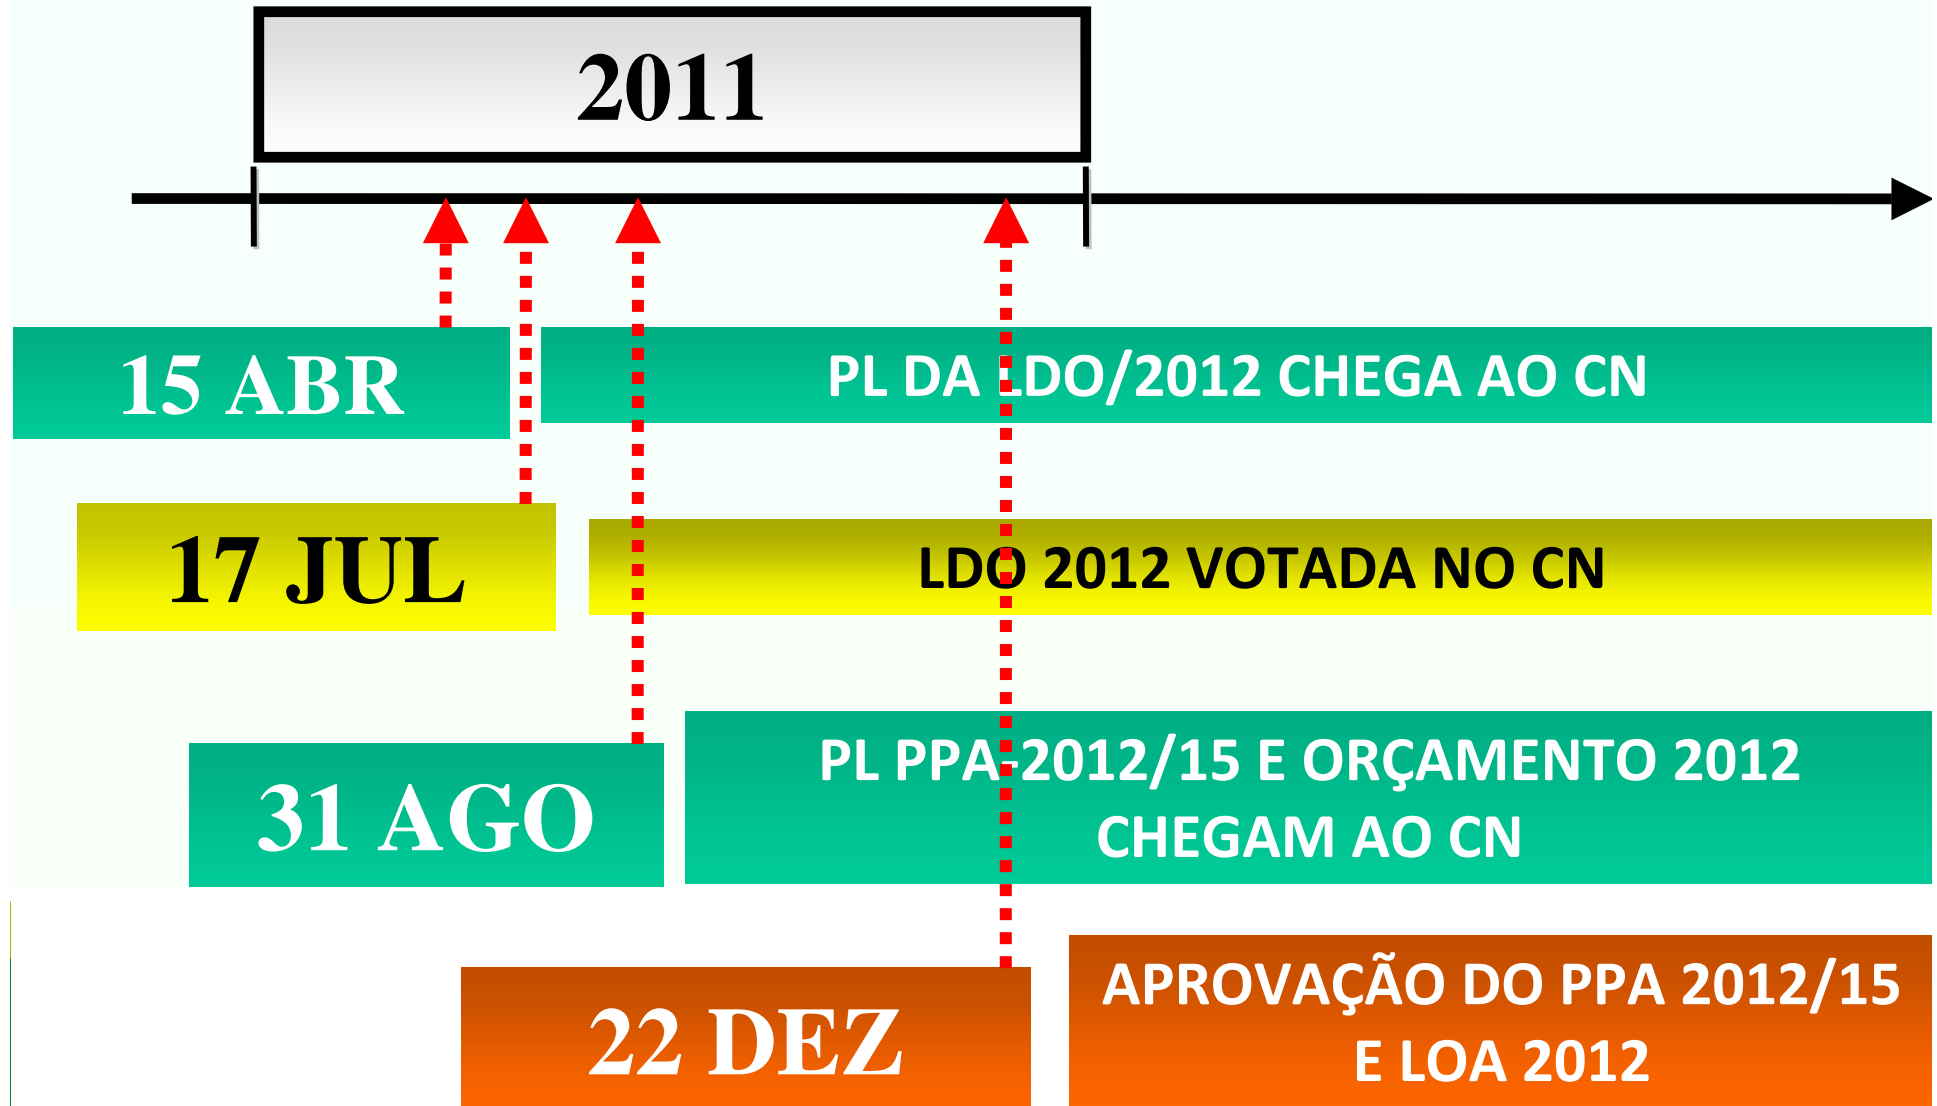 2011
15 ABR
PL DA LDO/2012 CHEGA AO CN
17 JUL
LDO 2012 VOTADA NO CN
31 AGO
PL PPA-2012/15 E ORÇAMENTO 2012
CHEGAM AO CN
22 DEZ
APROVAÇÃO DO PPA 2012/15
E LOA 2012